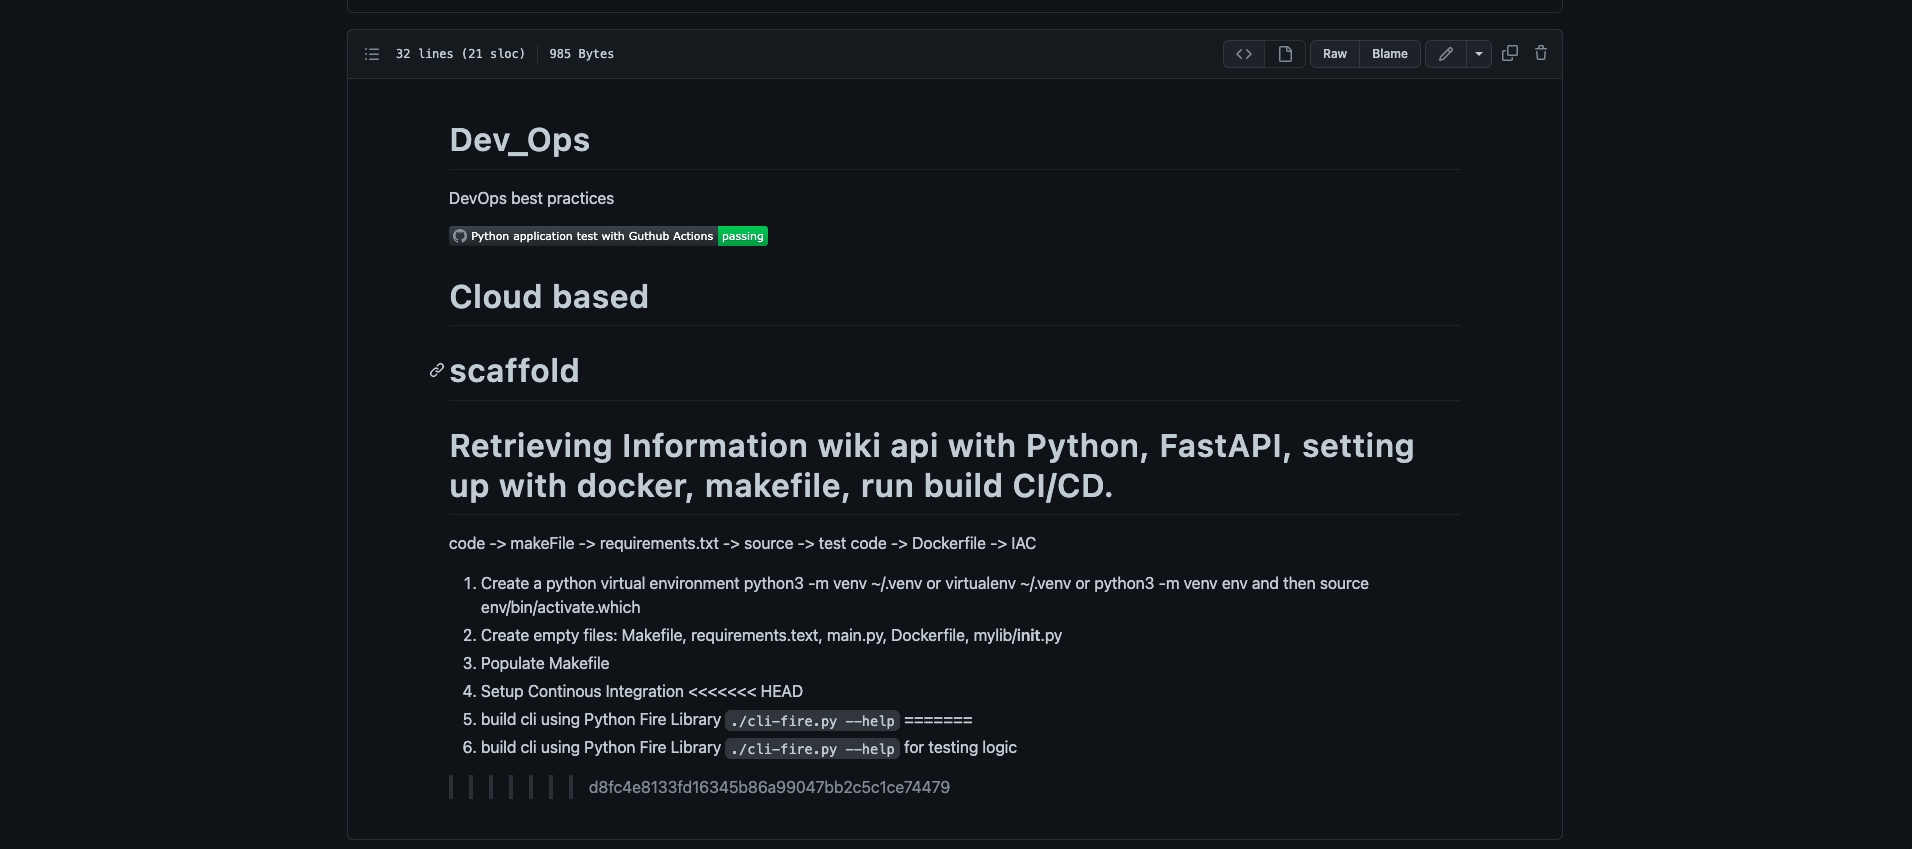 32 lines (21 sloc) 985 Bytes Raw Blame
Dev_Ops
DevOps best practices
Python application test with Guthub Actions passing
Cloud based
scaffold
Retrieving Information wiki api with Python, FastAPI, setting
up with docker, makefile, run build CI/CD.
code -> makeFile -> requirements.txt -> source -> test code -> Dockerfile -> IAC
1. Create a python virtual environment python3 -m venv ~/.venv or virtualenv ~/.venv or python3 -m venv env and then source
env/bin/activate.which
2. Create empty files: Makefile, requirements.text, main.py, Dockerfile, mylib/init.py
3. Populate Makefile
4. Setup Continous Integration <<<<<<< HEAD
5. build cli using Python Fire Library ./cli-fire.py --help =======
6. build cli using Python Fire Library ./cli-fire.py --help for testing logic
d8fc4e8133fd16345b86a99047bb2c5c1ce74479